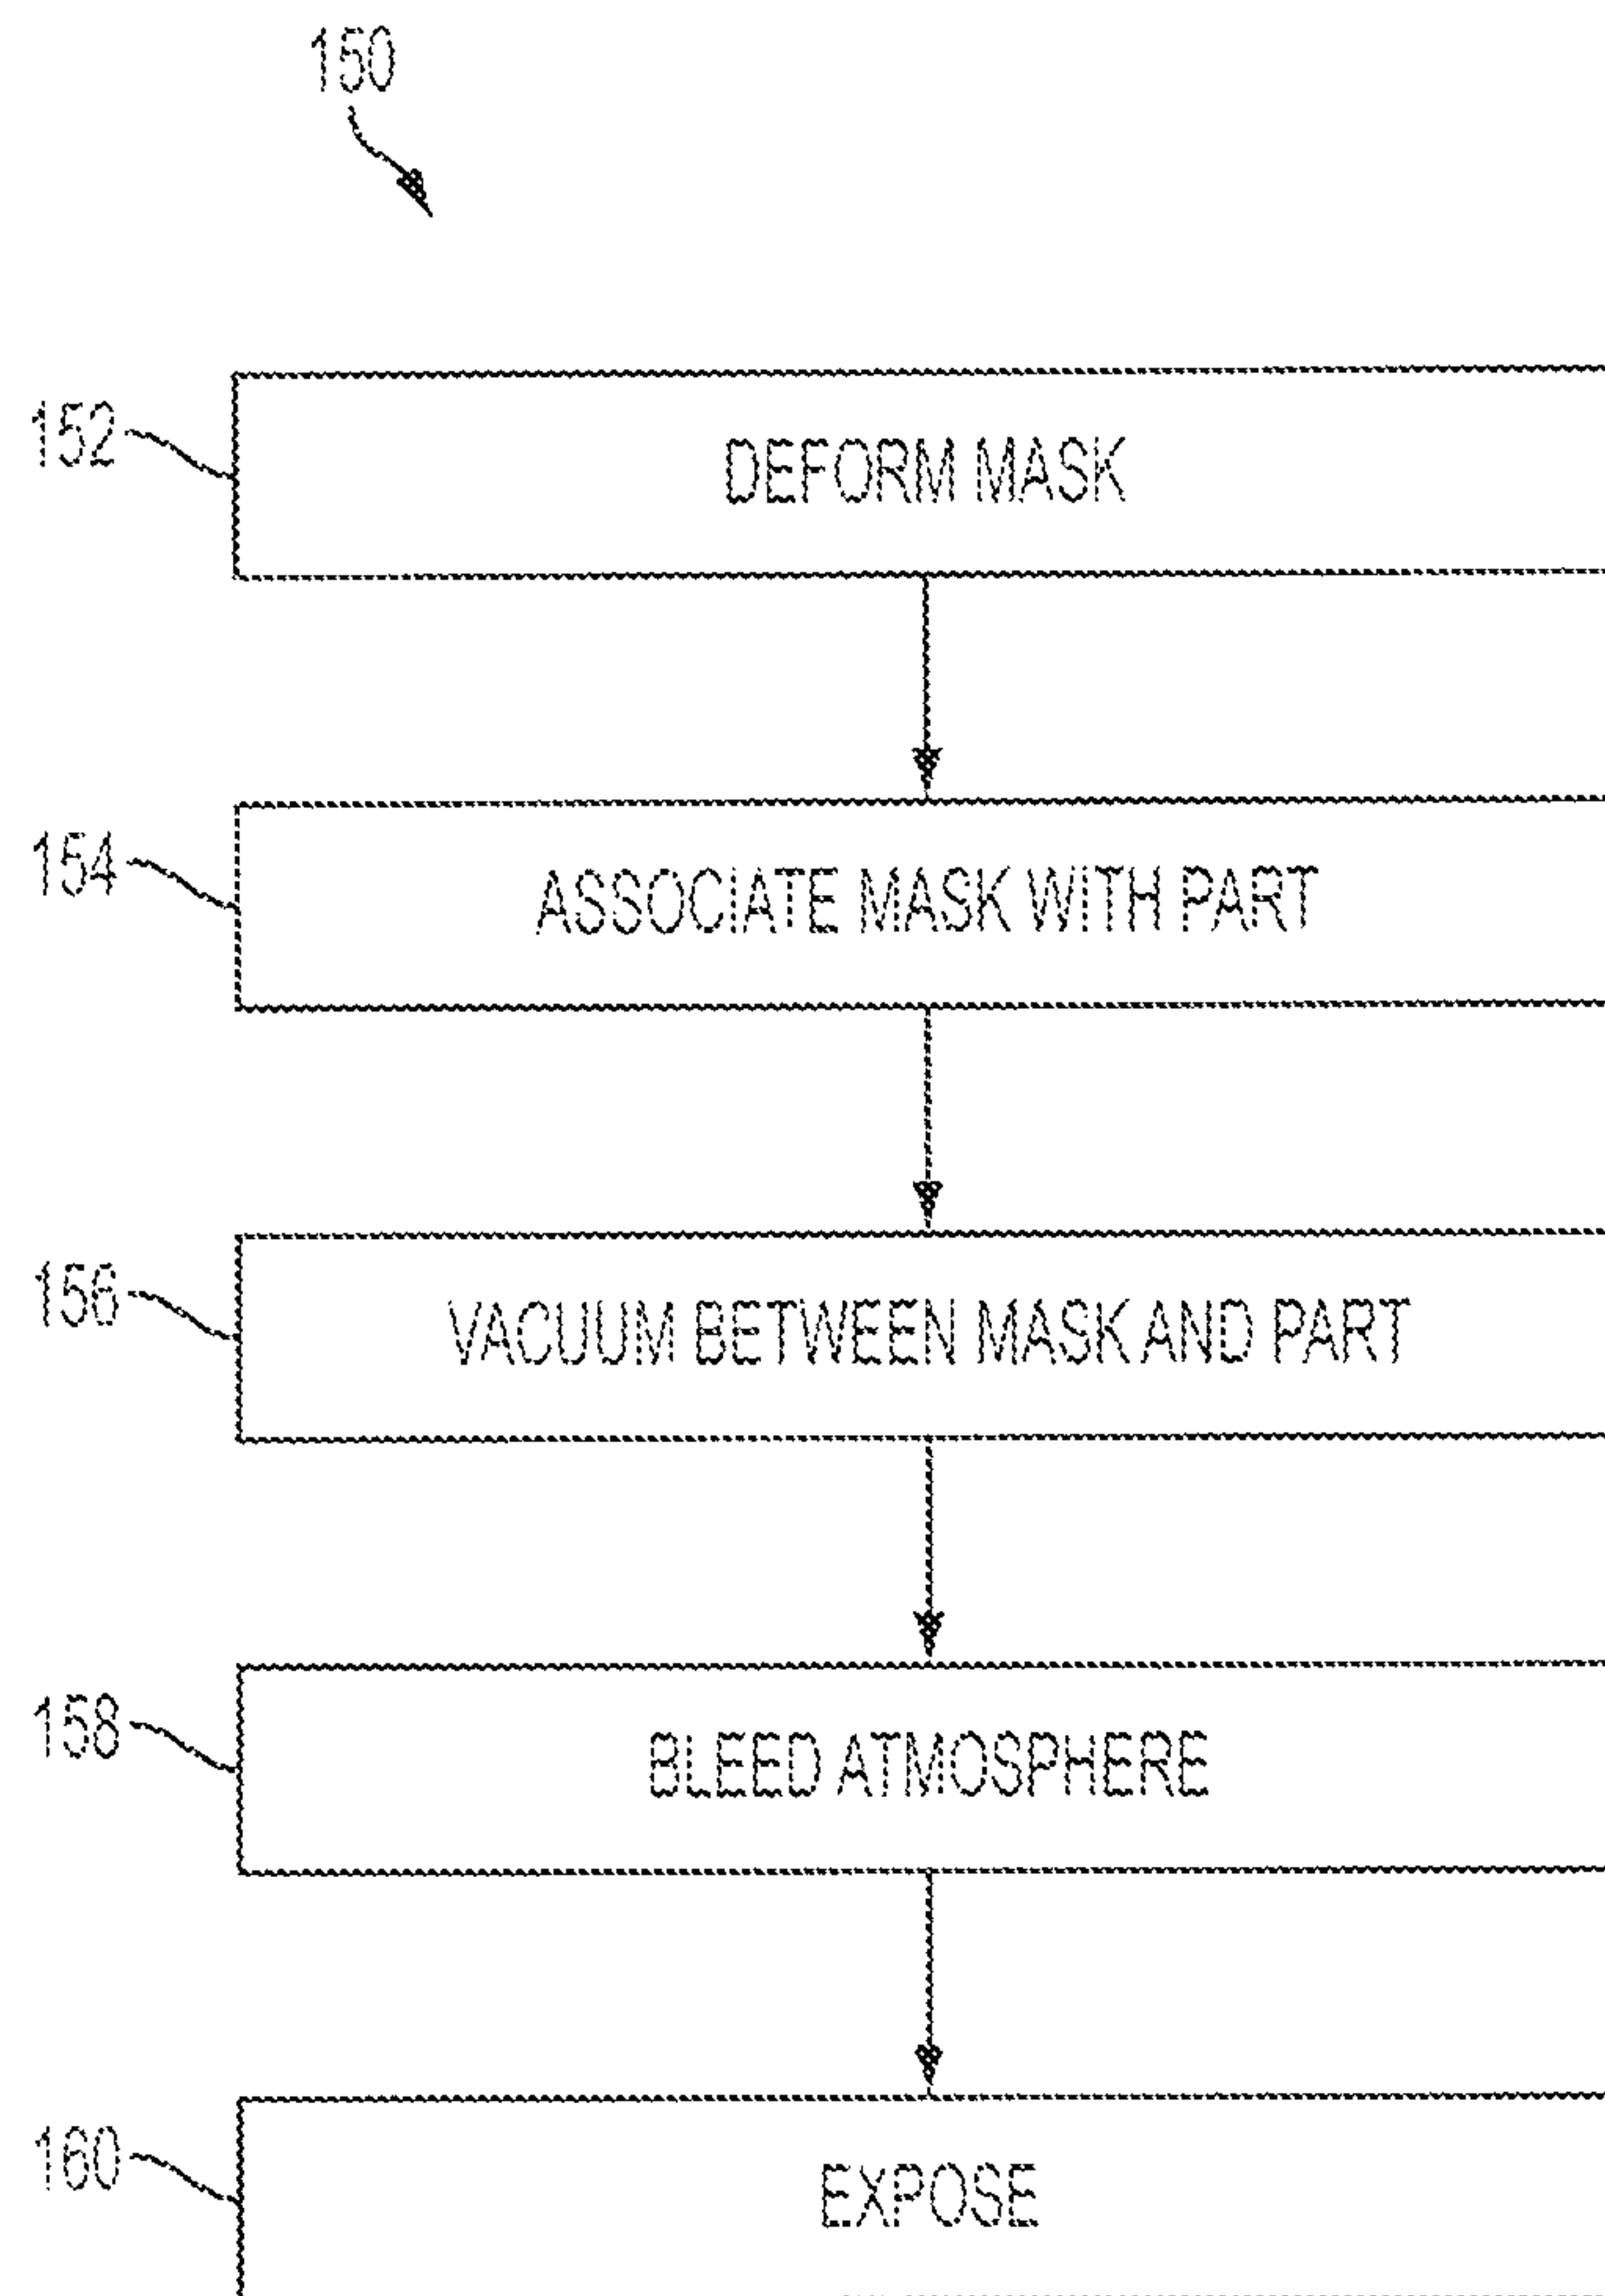 150
152
DEFORM MASK
154
ASSOCIATE MASK WITH PART
156
VACUUM BETWEEN MASK AND PART
158
BLEED ATMOSPHERE
160
EXPOSE